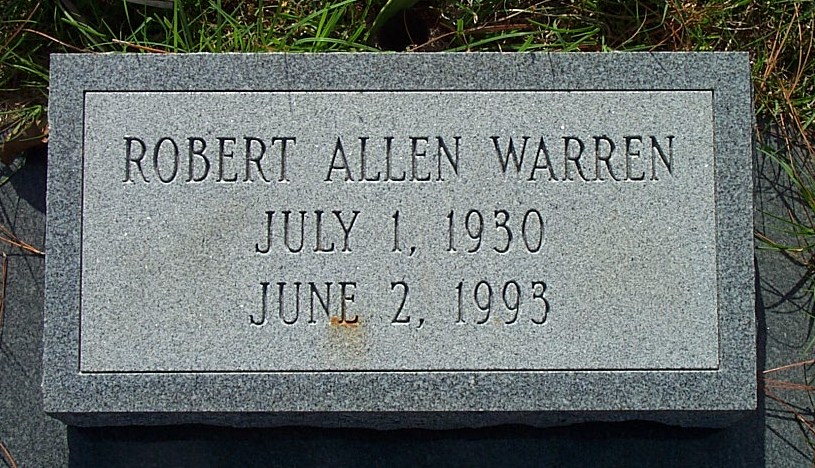 ROBERT ALLEN WARREN
JULY 1, 1930
JUNE 2, 1993